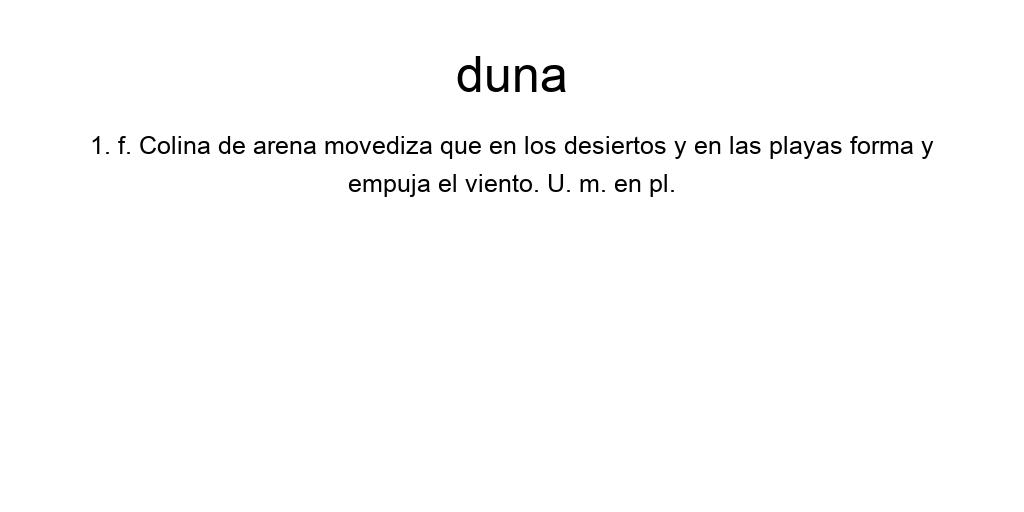 duna
1. f. Colina de arena movediza que en los desiertos y en las playas forma y
empuja el viento. U. m. en pl.